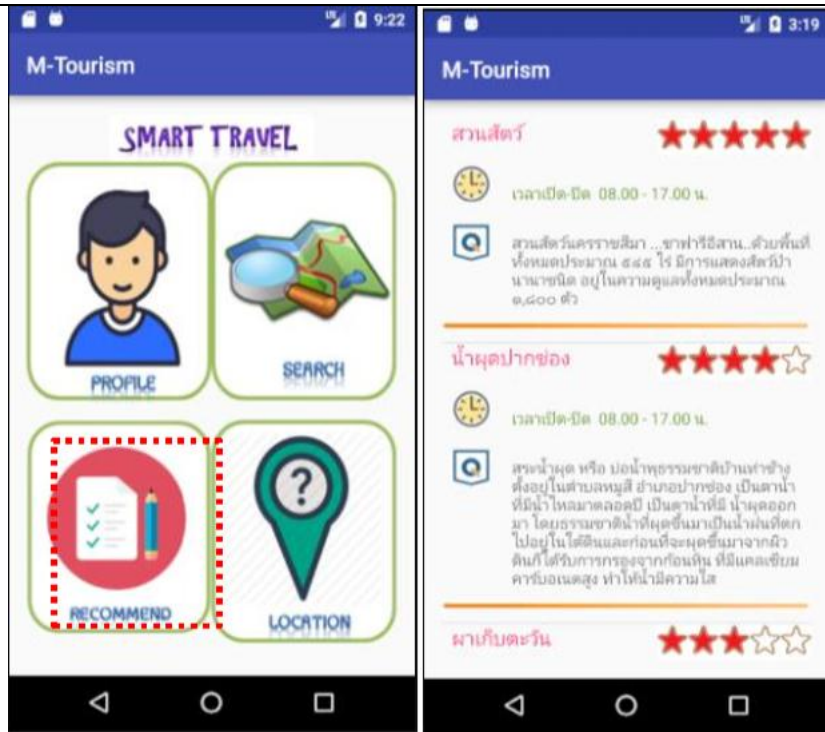 LTE 9:22
M-Tourism
SMART TRAVEL
PROFILE
SEARCH
?
RECOMMEND
LOCATION
LTE 3:19
M-Tourism
สวนสัตว์
เวลาเปิด-ปิด 08.00 - 17.00 น.
Q
สวนสัตว์นครราชสีมา ...ซาฟารีอีสาน..ด้วยพื้นที่
ทั้งหมดประมาณ ๕๔๕ ไร่ มีการแสดงสัตว์ป่า
นานาชนิด อยู่ในความดูแลทั้งหมดประมาณ
๑,๘๐๐ ตัว
น้ำผุดปากช่อง
เวลาเปิด-ปิด 08.00 - 17.00 น.
Q
สระน้ำผุด หรือ บ่อน้ำพุธรรมชาติบ้านท่าช้าง
ตั้งอยู่ในตำบลหมูสี อำเภอปากช่อง เป็นตาน้ำ
ที่มีน้ำไหลมาตลอดปี เป็นตาน้ำที่มี น้ำผุดออก
มา โดยธรรมชาติน้ำที่ผุดขึ้นมาเป็นน้ำฝนที่ตก
ไปอยู่ในใต้ดินและก่อนที่จะผุดขึ้นมาจากผิว
ดินก็ได้รับการกรองจากก้อนหิน ที่มีแคลเซียม
คาร์บอเนตสูง ทำให้น้ำมีความใส
ผาเก็บตะวัน